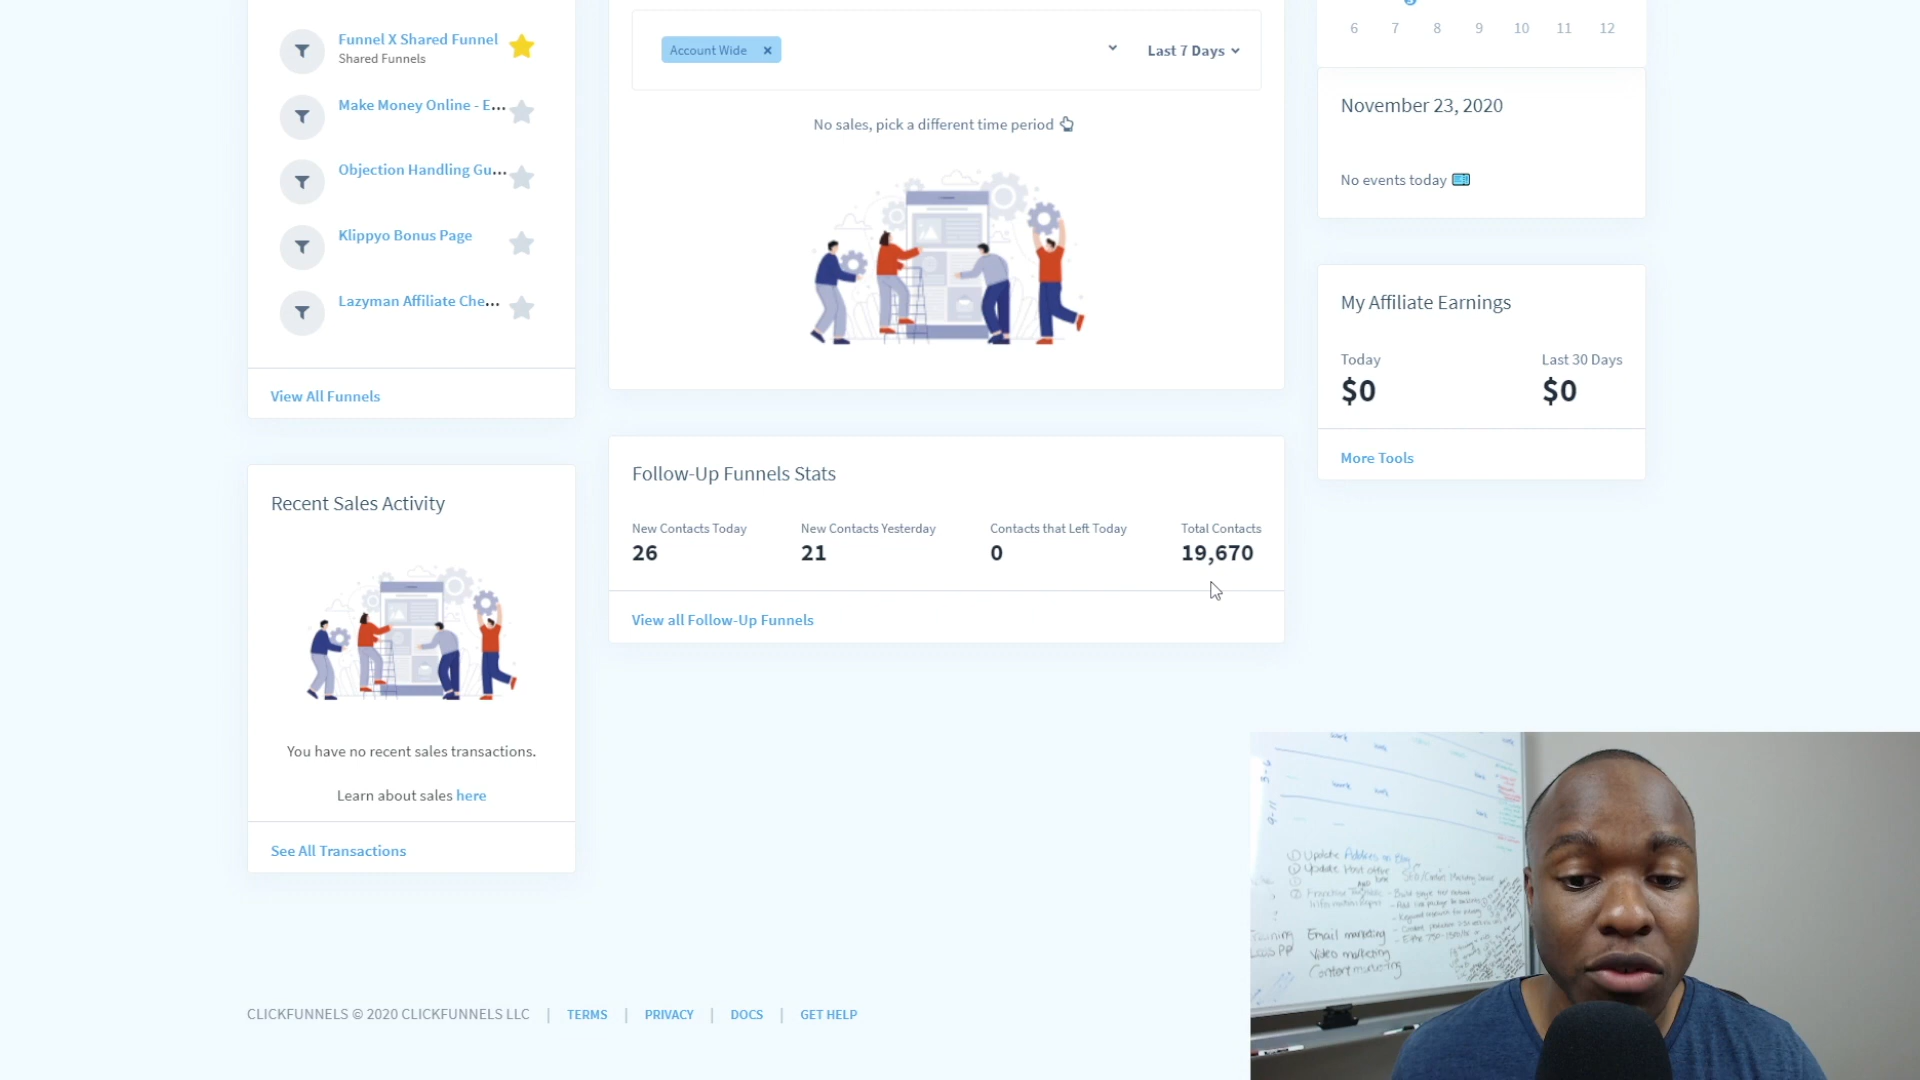 Funnel X Shared Funnel
Shared Funnels
Make Money Online - E...
Objection Handling Gu...
Klippyo Bonus Page
Lazyman Affiliate Che...
View All Funnels
Recent Sales Activity
You have no recent sales transactions.
Learn about sales here
See All Transactions
Account Wide ×
Last 7 Days
No sales, pick a different time period
Follow-Up Funnels Stats
New Contacts Today
26
New Contacts Yesterday
21
Contacts that Left Today
0
Total Contacts
19,670
View all Follow-Up Funnels
6 7 8 9 10 11 12
November 23, 2020
No events today
My Affiliate Earnings
Today
$0
Last 30 Days
$0
More Tools
Update Address on
Update
Email marketing
Video marketing
Content marketing
CLICKFUNNELS © 2020 CLICKFUNNELS LLC | TERMS | PRIVACY | DOCS | GET HELP